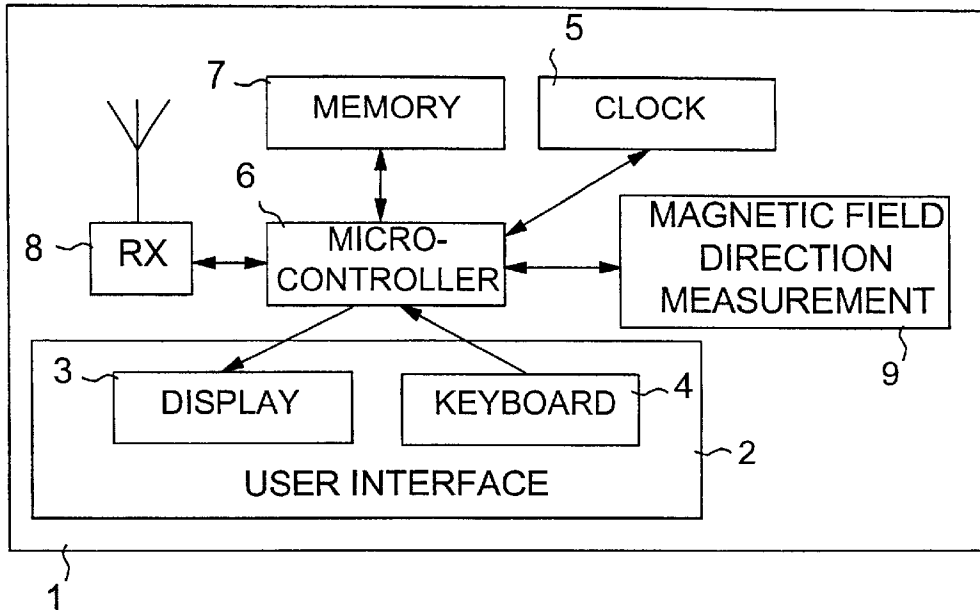 5
7
MEMORY
CLOCK
6
8
RX
MICRO-
CONTROLLER
MAGNETIC FIELD
DIRECTION
MEASUREMENT
9
3
DISPLAY
KEYBOARD
4
2
USER INTERFACE
1